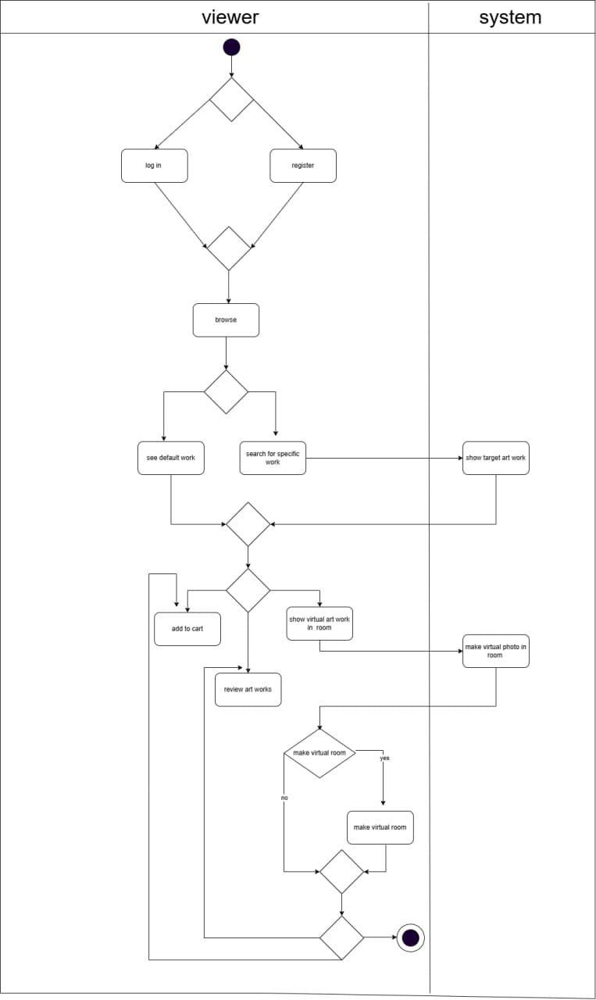 viewer
system
log in
register
browse
see default work
search for specific
work
show target art work
add to cart
show virtual art work
in room
make virtual photo in
room
review art works
make virtual room
yes
no
make virtual room